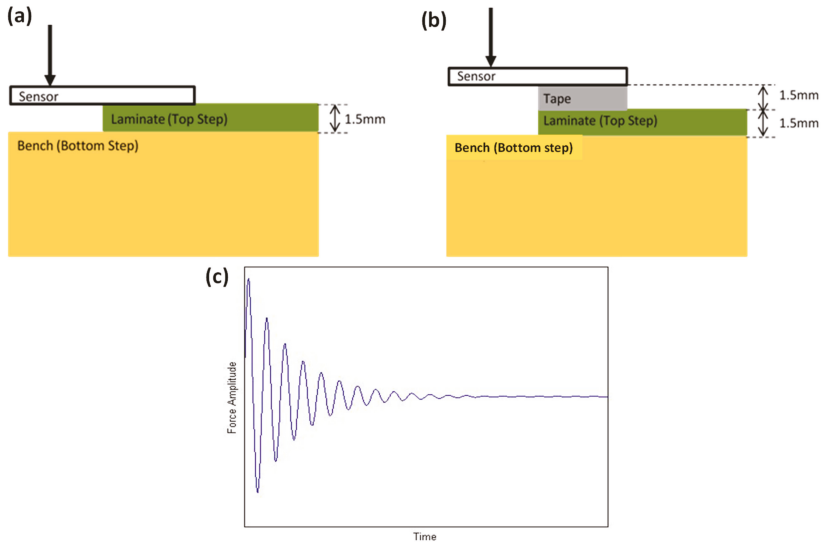 (a)
Sensor
Laminate (Top Step)
1.5mm
Bench (Bottom Step)
(b)
Sensor
Tape
1.5mm
Laminate (Top Step)
1.5mm
Bench (Bottom step)
(c)
Force Amplitude
Time